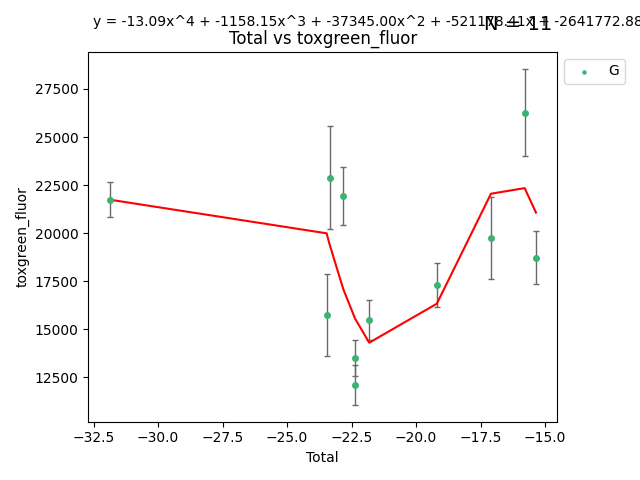 y = -13.09x^4 + -1158.15x^3 + -37345.00x^2 + -521178.41x + -2641772.88
N = 11
Total vs toxgreen_fluor
G
27500
25000
22500
20000
17500
15000
12500
toxgreen_fluor
−32.5 −30.0 −27.5 −25.0 −22.5 −20.0 −17.5 −15.0
Total